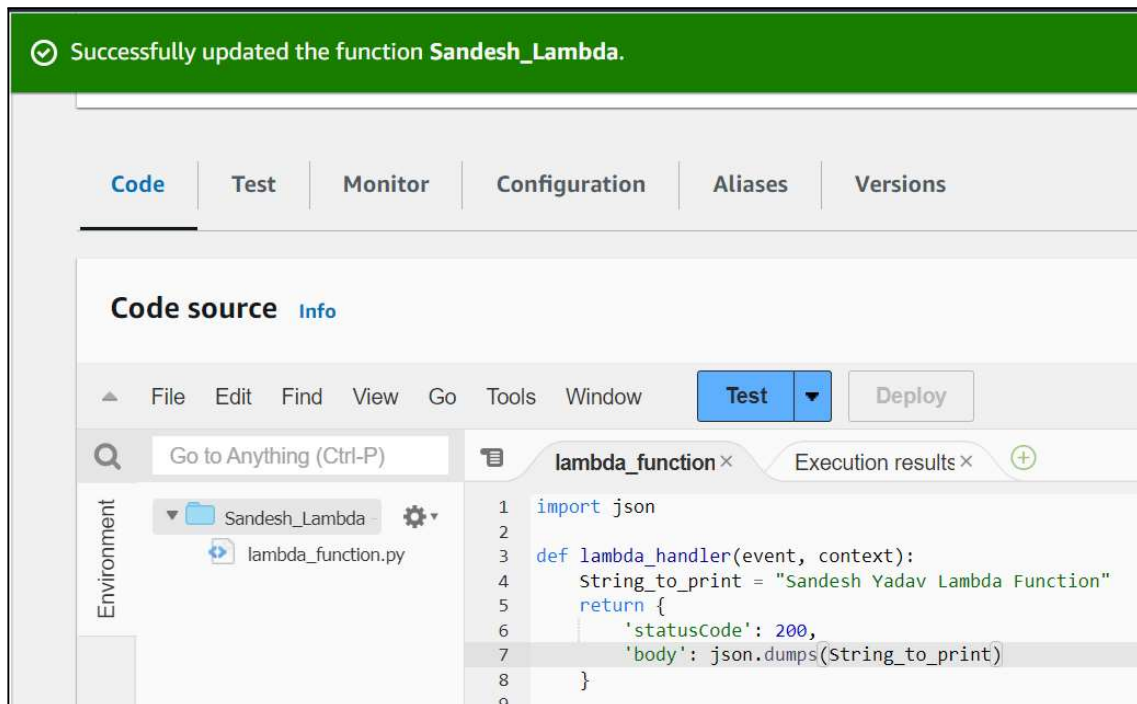 Successfully updated the function Sandesh_Lambda.
Code Test Monitor Configuration Aliases Versions
Code source Info
File Edit Find View Go Tools Window Test Deploy
Go to Anything (Ctrl-P) lambda_function × Execution results ×
Environment
Sandesh_Lambda
lambda_function.py
1 import json
2
3 def lambda_handler(event, context):
4     String_to_print = "Sandesh Yadav Lambda Function"
5     return {
6         'statusCode': 200,
7         'body': json.dumps(String_to_print)
8     }
9